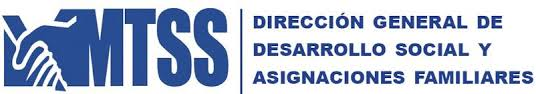 MTSS
DIRECCIÓN GENERAL DE
DESARROLLO SOCIAL Y
ASIGNACIONES FAMILIARES